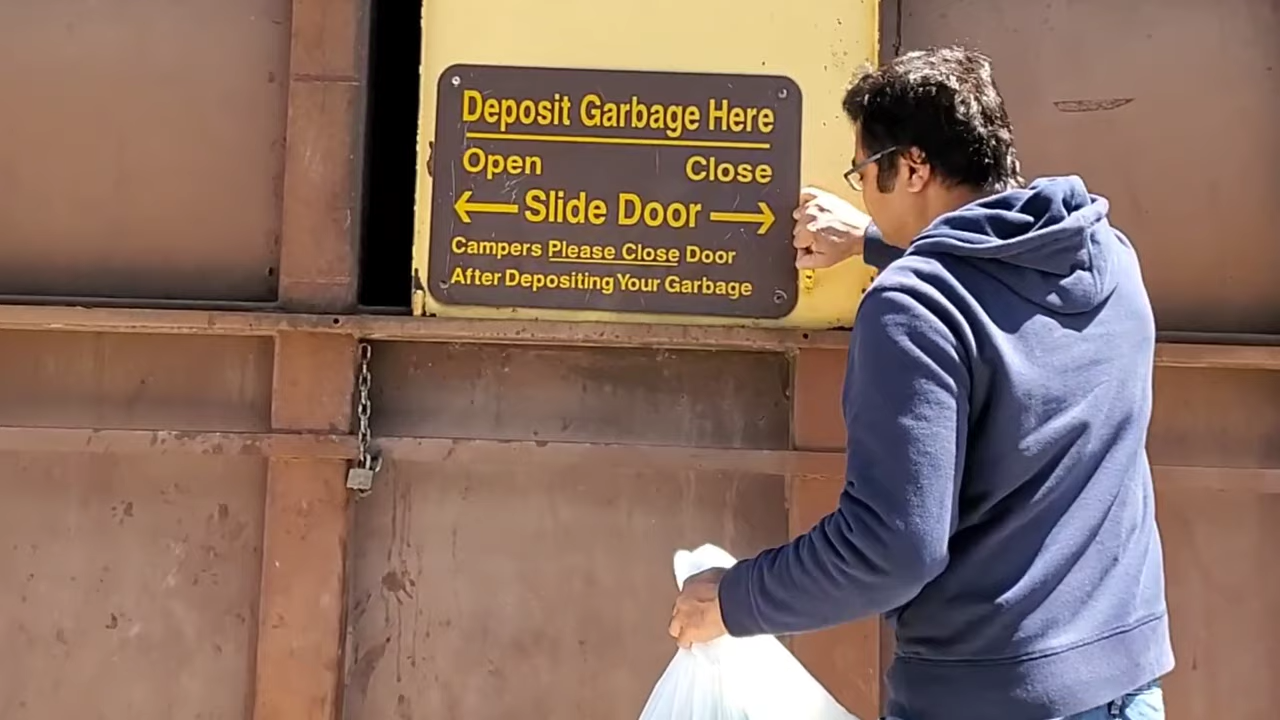 Deposit Garbage Here
Open Close
Slide Door
Campers Please Close Door
After Depositing Your Garbage